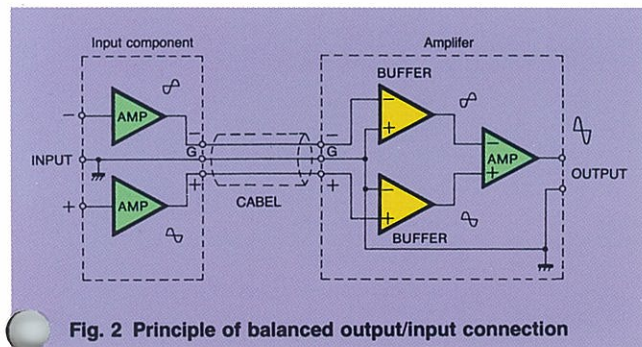 Input component
Amplifer
BUFFER
AMP
AMP
AMP
INPUT
G
G
CABEL
BUFFER
OUTPUT
Fig. 2 Principle of balanced output/input connection